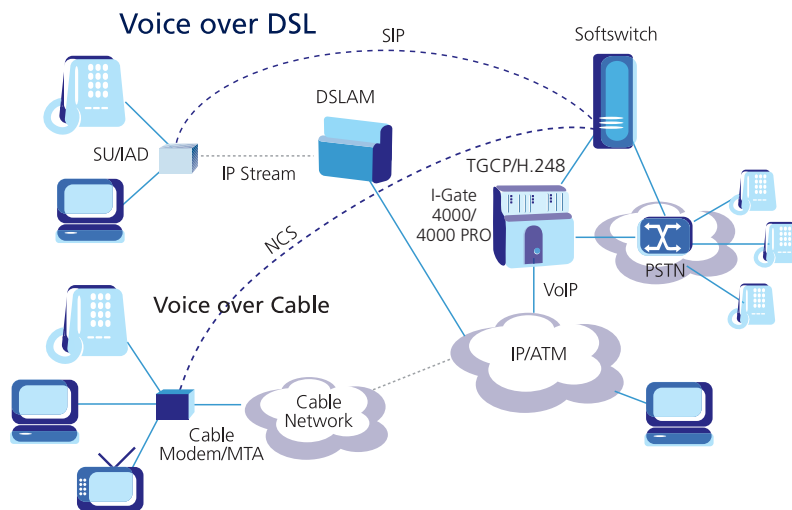 Voice over DSL
SIP
Softswitch
DSLAM
SU/IAD
IP Stream
TGCP/H.248
I-Gate
4000/
4000 PRO
NCS
PSTN
VoIP
Voice over Cable
IP/ATM
Cable
Network
Cable
Modem/MTA